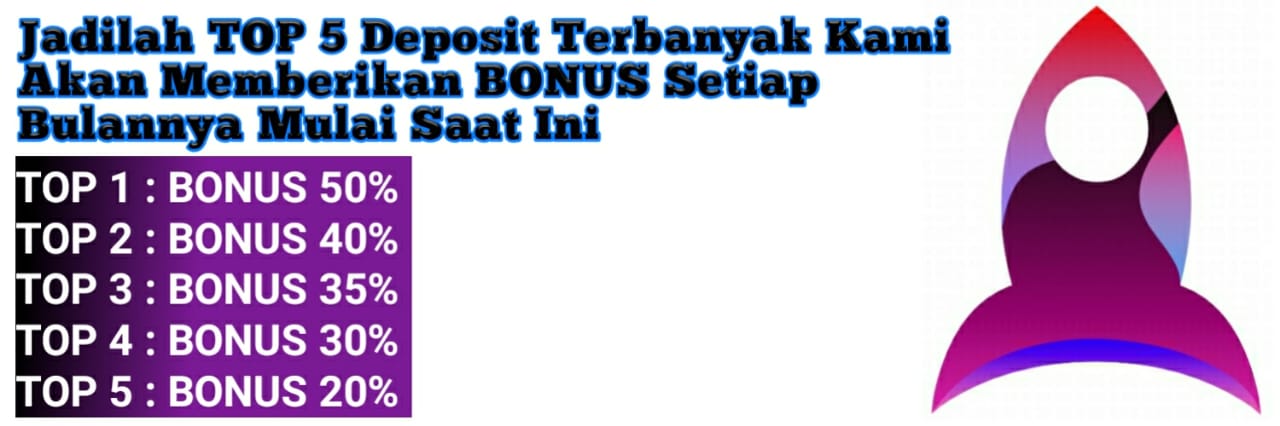 Jadilah TOP 5 Deposit Terbanyak Kami
Akan Memberikan BONUS Setiap
Bulannya Mulai Saat Ini
TOP 1 : BONUS 50%
TOP 2 : BONUS 40%
TOP 3 : BONUS 35%
TOP 4 : BONUS 30%
TOP 5 : BONUS 20%